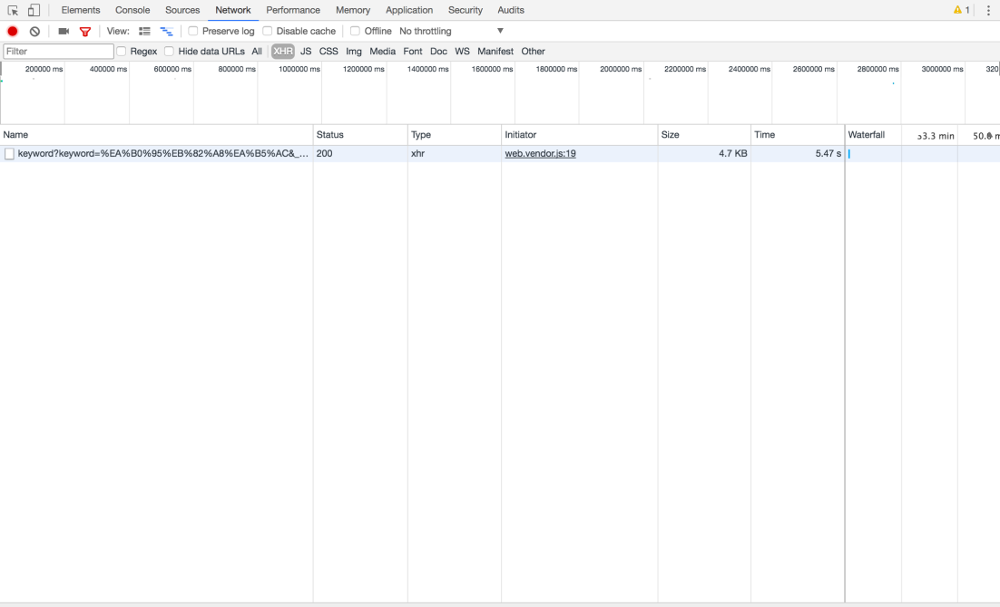 Elements Console Sources Network Performance Memory Application Security Audits 1
View: Preserve log Disable cache Offline No throttling
Filter Regex Hide data URLs All XHR JS CSS Img Media Font Doc WS Manifest Other
200000 ms 400000 ms 600000 ms 800000 ms 1000000 ms 1200000 ms 1400000 ms 1600000 ms 1800000 ms 2000000 ms 2200000 ms 2400000 ms 2600000 ms 2800000 ms 3000000 ms 320
Name Status Type Initiator Size Time Waterfall 50.0 m
keyword?keyword=%EA%B0%95%EB%82%A8%EA%B5%AC&_... 200 xhr web.vendor.js:19 4.7 KB 5.47 s